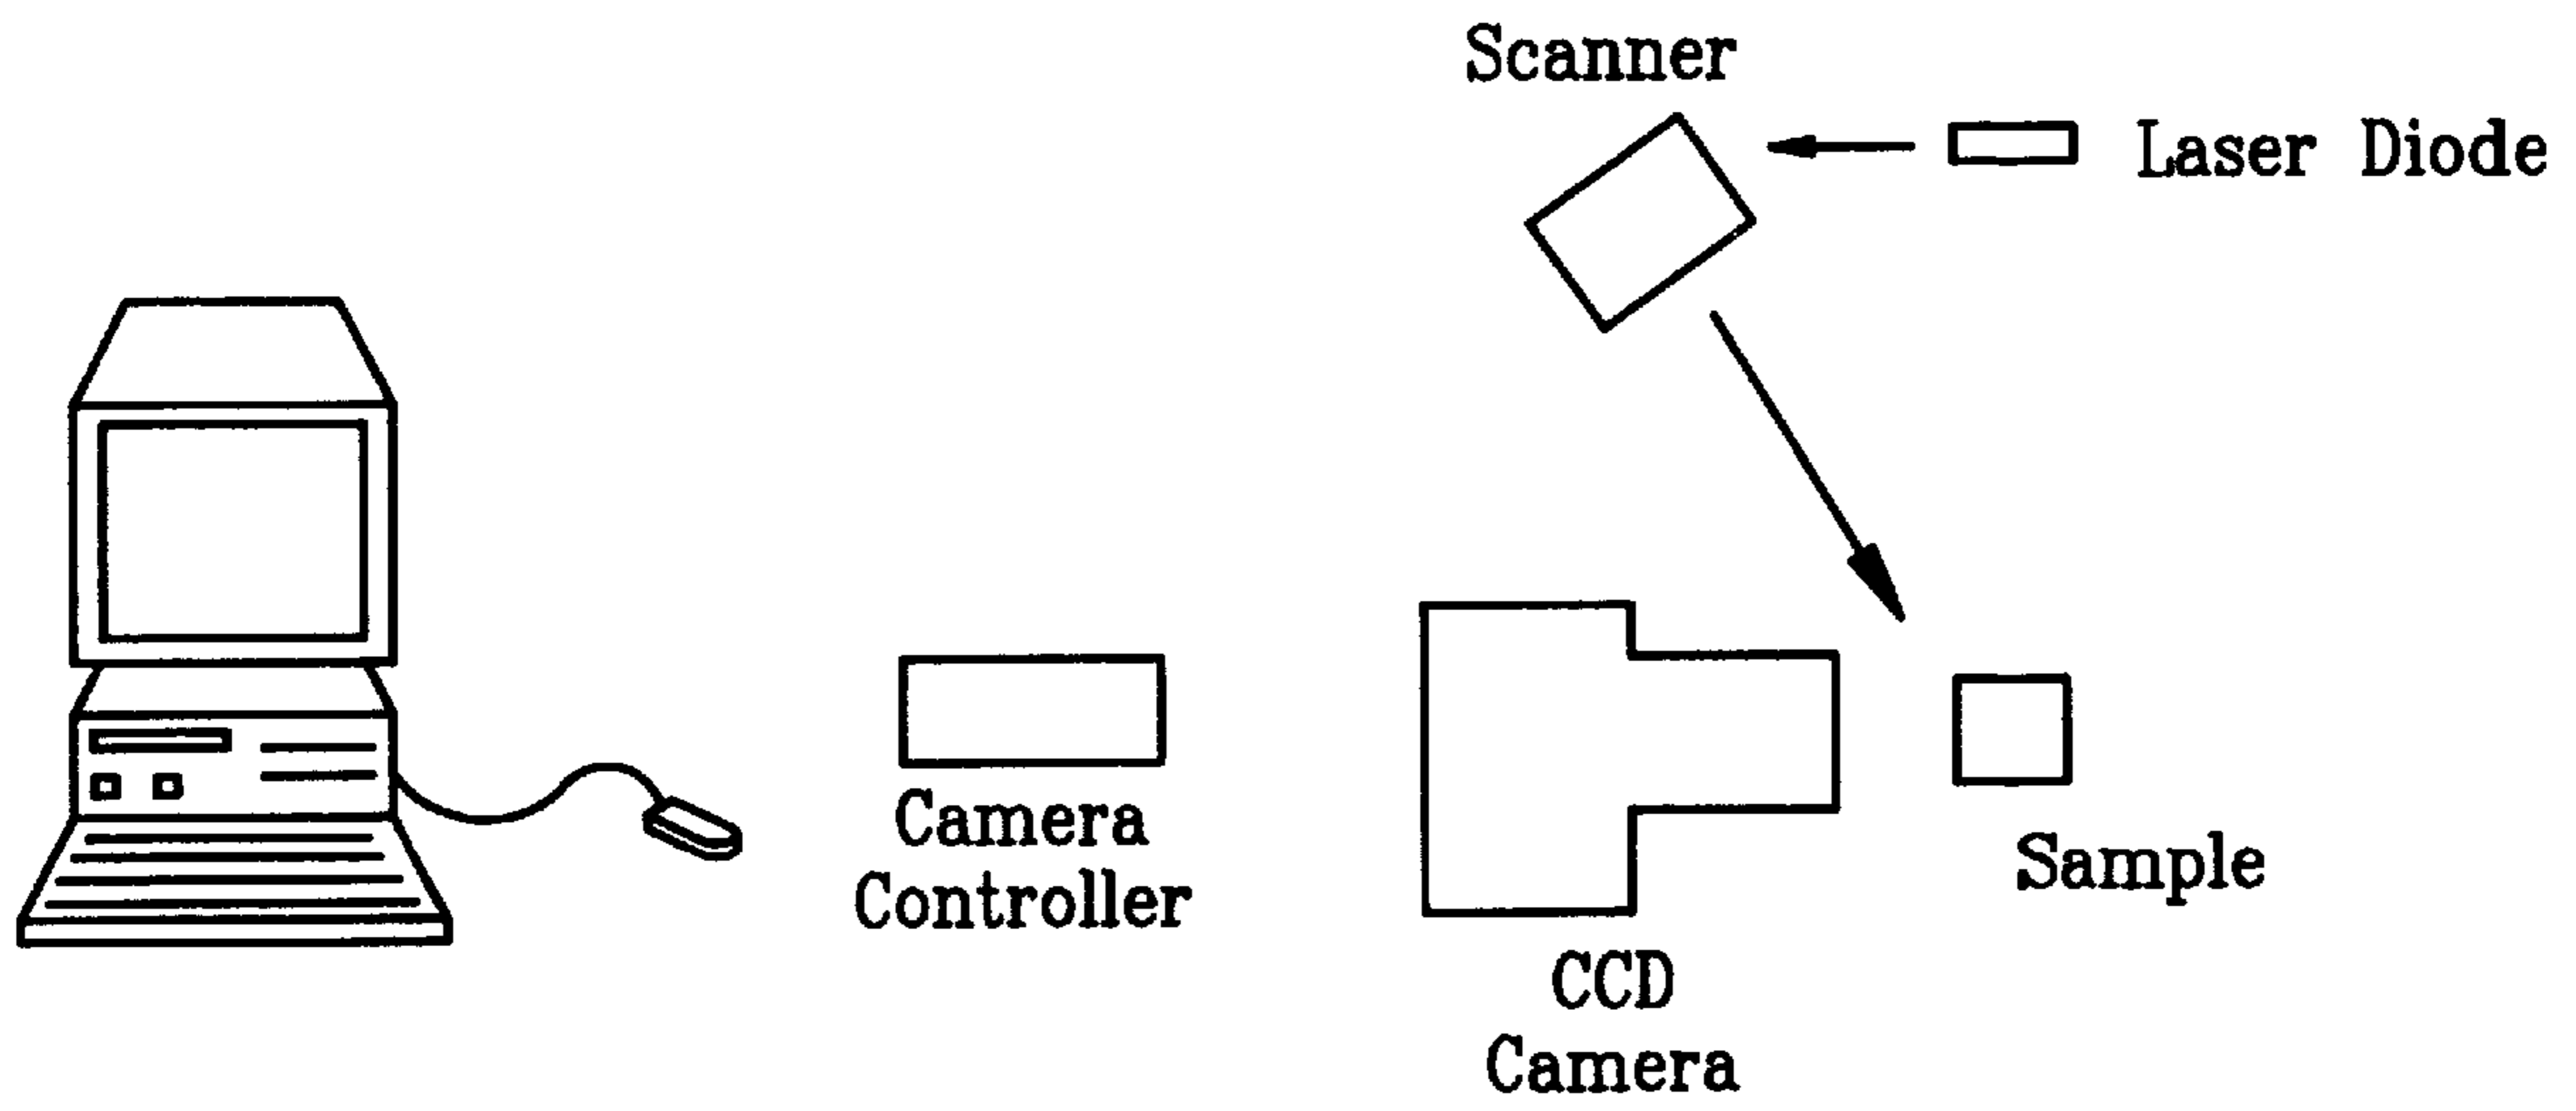 Scanner
Laser Diode
Camera
Controller
Sample
CCD
Camera